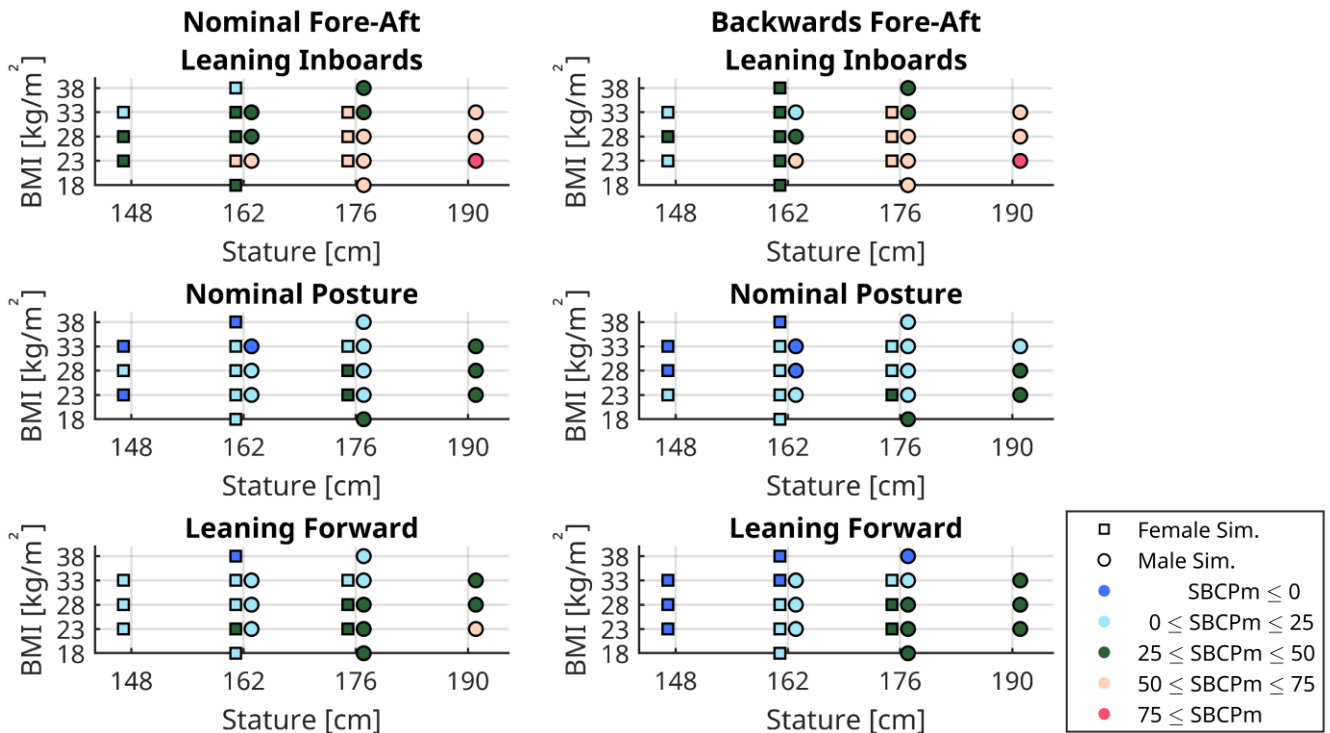 Nominal Fore-Aft
Leaning Inboards
BMI [kg/m²]
38
33
28
23
18
148 162 176 190
Stature [cm]
Backwards Fore-Aft
Leaning Inboards
BMI [kg/m²]
38
33
28
23
18
148 162 176 190
Stature [cm]
Nominal Posture
BMI [kg/m²]
38
33
28
23
18
148 162 176 190
Stature [cm]
Nominal Posture
BMI [kg/m²]
38
33
28
23
18
148 162 176 190
Stature [cm]
Leaning Forward
BMI [kg/m²]
38
33
28
23
18
148 162 176 190
Stature [cm]
Leaning Forward
BMI [kg/m²]
38
33
28
23
18
148 162 176 190
Stature [cm]
Female Sim.
Male Sim.
SBCPm ≤ 0
0 ≤ SBCPm ≤ 25
25 ≤ SBCPm ≤ 50
50 ≤ SBCPm ≤ 75
75 ≤ SBCPm